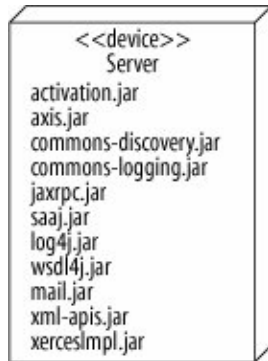 <<device>>
Server
activation.jar
axis.jar
commons-discovery.jar
commons-logging.jar
jaxrpc.jar
saaj.jar
log4j.jar
wsdl4j.jar
mail.jar
xml-apis.jar
xercesImpl.jar